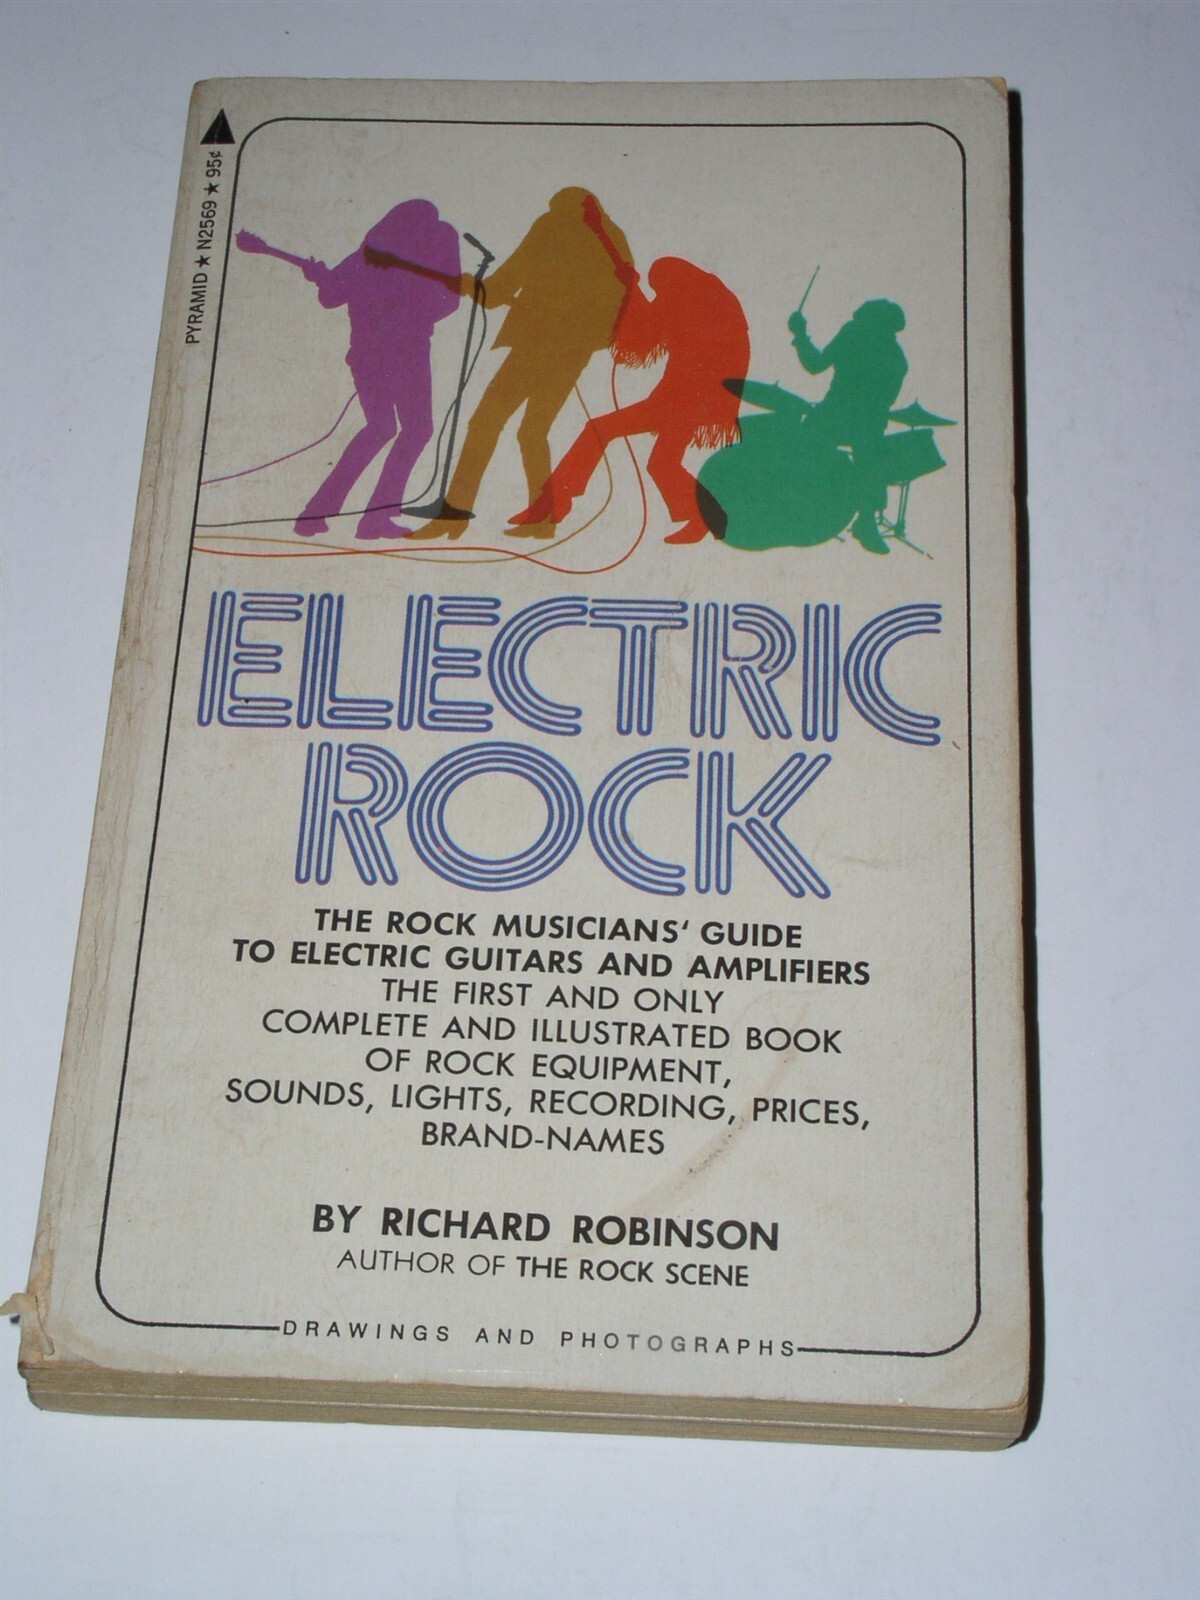 PYRAMID ★ N2569 ★ 95¢
ELECTRIC
ROCK
THE ROCK MUSICIANS' GUIDE
TO ELECTRIC GUITARS AND AMPLIFIERS
THE FIRST AND ONLY
COMPLETE AND ILLUSTRATED BOOK
OF ROCK EQUIPMENT,
SOUNDS, LIGHTS, RECORDING, PRICES,
BRAND-NAMES
BY RICHARD ROBINSON
AUTHOR OF THE ROCK SCENE
DRAWINGS AND PHOTOGRAPHS